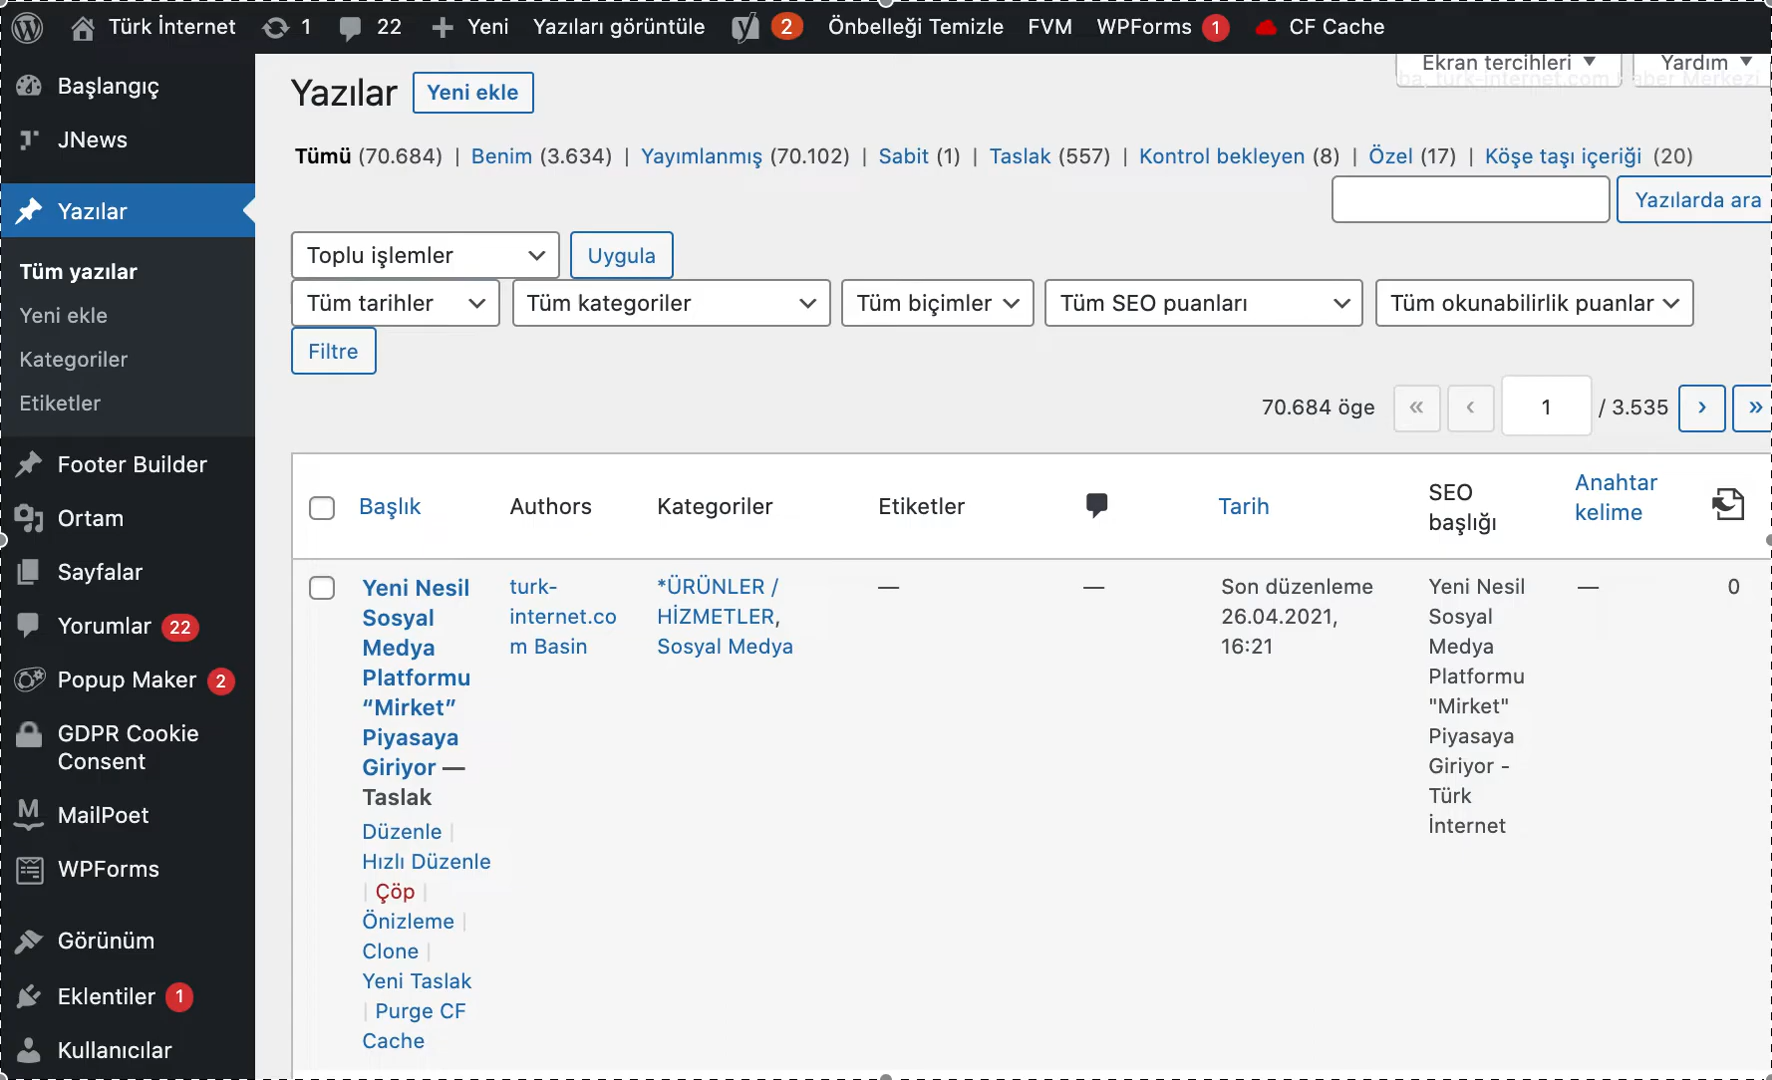 Türk İnternet 1 22 Yeni Yazıları görüntüle 2 Önbelleği Temizle FVM WPForms 1 CF Cache
Başlangıç
JNews
Yazılar
Tüm yazılar
Yeni ekle
Kategoriler
Etiketler
Footer Builder
Ortam
Sayfalar
Yorumlar 22
Popup Maker 2
GDPR Cookie
Consent
MailPoet
WPForms
Görünüm
Eklentiler 1
Kullanıcılar
Ekran tercihleri ▼ Yardım ▼
turk-internet.com Haber Merkezi
Yazılar Yeni ekle
Tümü (70.684) | Benim (3.634) | Yayımlanmış (70.102) | Sabit (1) | Taslak (557) | Kontrol bekleyen (8) | Özel (17) | Köşe taşı içeriği (20)
Yazılarda ara
Toplu işlemler Uygula
Tüm tarihler Tüm kategoriler Tüm biçimler Tüm SEO puanları Tüm okunabilirlik puanlar
Filtre
70.684 öge « ‹ 1 / 3.535 › »
Başlık Authors Kategoriler Etiketler Tarih SEO başlığı Anahtar kelime
Yeni Nesil
Sosyal
Medya
Platformu
“Mirket”
Piyasaya
Giriyor —
Taslak
Düzenle |
Hızlı Düzenle
| Çöp |
Önizleme |
Clone |
Yeni Taslak
| Purge CF
Cache
turk-
internet.co
m Basin
*ÜRÜNLER /
HİZMETLER,
Sosyal Medya
—
—
Son düzenleme
26.04.2021,
16:21
Yeni Nesil
Sosyal
Medya
Platformu
"Mirket"
Piyasaya
Giriyor -
Türk
İnternet
—
0